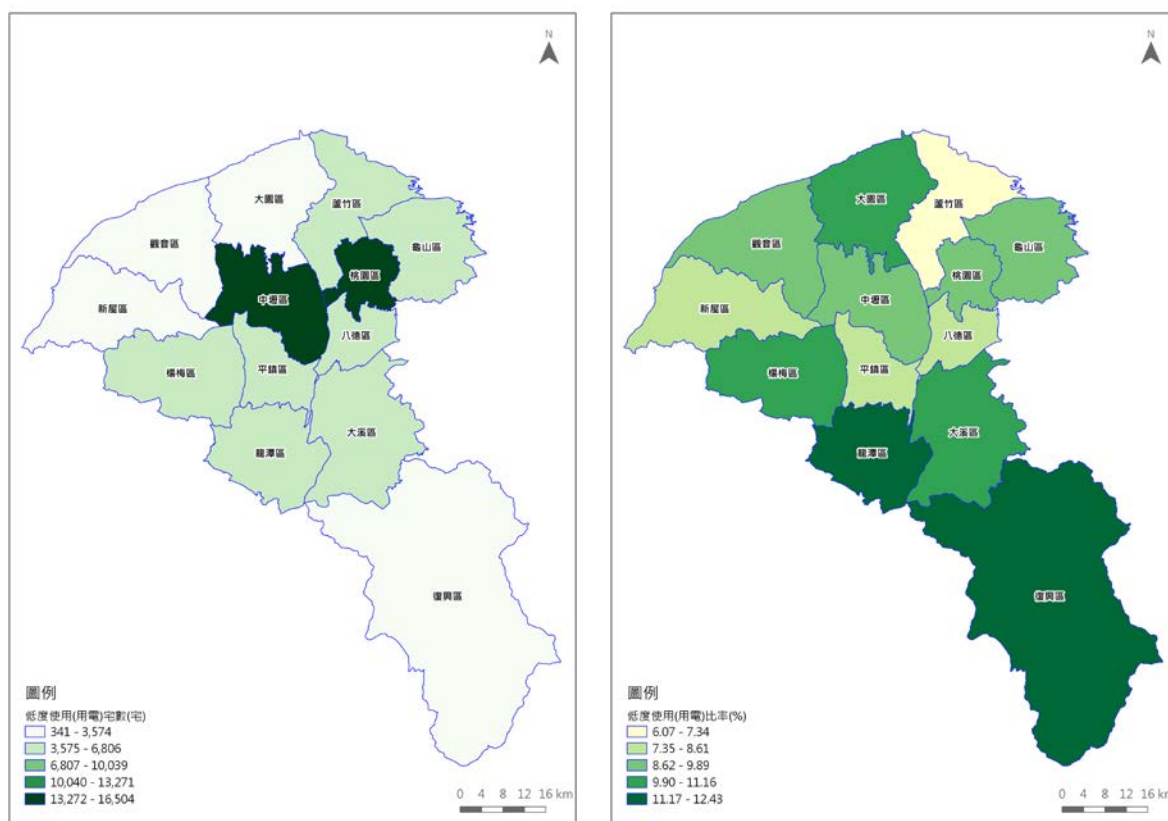 N
大園區
蘆竹區
龜山區
觀音區
桃園區
中壢區
新屋區
八德區
平鎮區
楊梅區
大溪區
龍潭區
復興區
圖例
低度使用(用電)宅數(宅)
341 - 3,574
3,575 - 6,806
6,807 - 10,039
10,040 - 13,271
13,272 - 16,504
0 4 8 12 16 km
N
大園區
蘆竹區
龜山區
觀音區
桃園區
中壢區
新屋區
八德區
平鎮區
楊梅區
大溪區
龍潭區
復興區
圖例
低度使用(用電)比率(%)
6.07 - 7.34
7.35 - 8.61
8.62 - 9.89
9.90 - 11.16
11.17 - 12.43
0 4 8 12 16 km